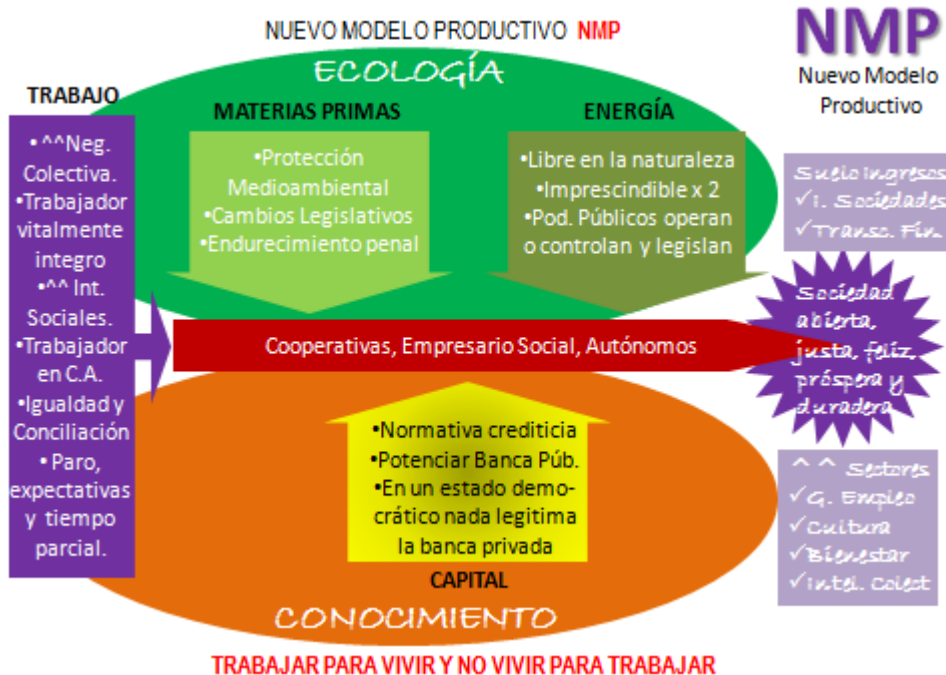 NUEVO MODELO PRODUCTIVO NMP
NMP
Nuevo Modelo
Productivo
ECOLOGÍA
TRABAJO
•^^Neg.
Colectiva.
•Trabajador
vitalmente
integro
•^^ Int.
Sociales.
•Trabajador
en C.A.
•Igualdad y
Conciliación
•Paro,
expectativas
y tiempo
parcial.
MATERIAS PRIMAS
•Protección
Medioambiental
•Cambios Legislativos
•Endurecimiento penal
ENERGÍA
•Libre en la naturaleza
•Imprescindible x 2
•Pod. Públicos operan
o controlan y legislan
Suelo Ingresos
✓I. Sociedades
✓Transc. Fin.
Cooperativas, Empresario Social, Autónomos
Sociedad
abierta,
justa, feliz,
próspera y
duradera
•Normativa crediticia
•Potenciar Banca Púb.
•En un estado demo-
crático nada legitima
la banca privada
CAPITAL
CONOCIMIENTO
^ ^ Sectores
✓G. Empleo
✓Cultura
✓Bienestar
✓Intel. Colect
TRABAJAR PARA VIVIR Y NO VIVIR PARA TRABAJAR